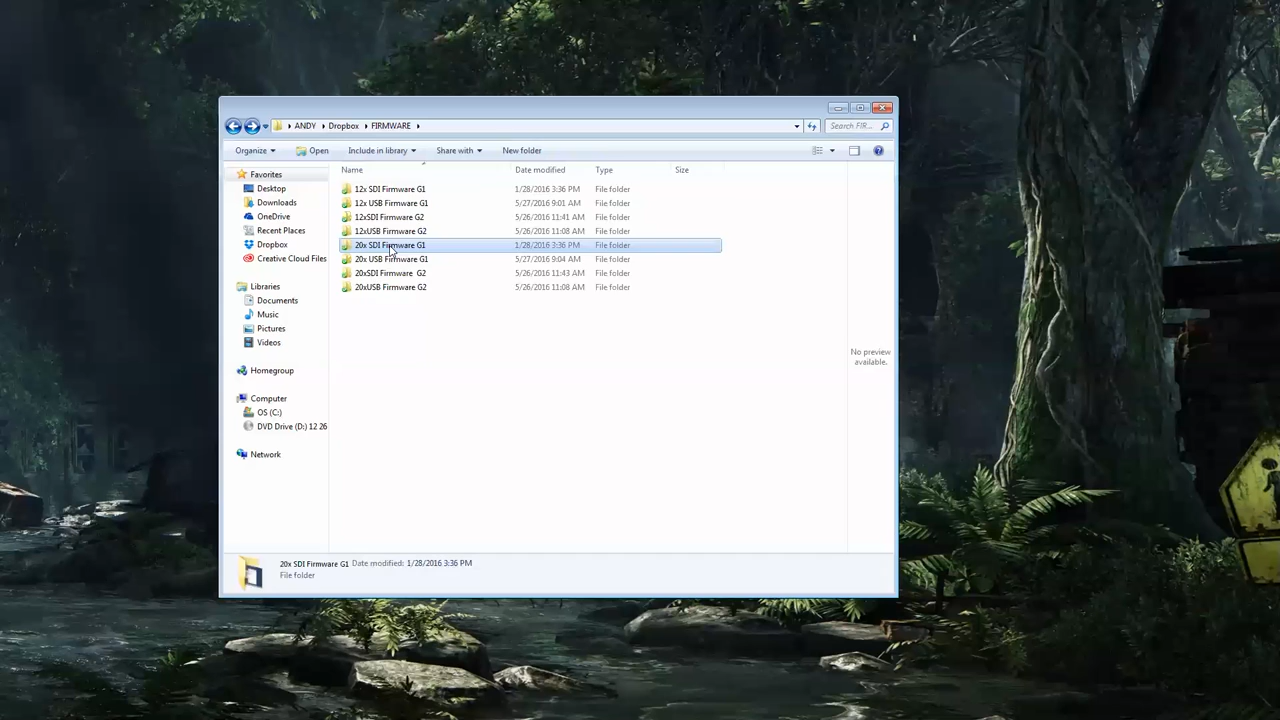 ANDY Dropbox FIRMWARE
Search FIR...
Organize Open Include in library Share with New folder
Name Date modified Type Size
Favorites
Desktop
Downloads
OneDrive
Recent Places
Dropbox
Creative Cloud Files
Libraries
Documents
Music
Pictures
Videos
Homegroup
Computer
OS (C:)
DVD Drive (D:) 12 26
Network
12x SDI Firmware G1 1/28/2016 3:36 PM File folder
12x USB Firmware G1 5/27/2016 9:01 AM File folder
12xSDI Firmware G2 5/26/2016 11:41 AM File folder
12xUSB Firmware G2 5/26/2016 11:08 AM File folder
20x SDI Firmware G1 1/28/2016 3:36 PM File folder
20x USB Firmware G1 5/27/2016 9:04 AM File folder
20xSDI Firmware  G2 5/26/2016 11:43 AM File folder
20xUSB Firmware G2 5/26/2016 11:08 AM File folder
No preview
available.
20x SDI Firmware G1 Date modified: 1/28/2016 3:36 PM
File folder